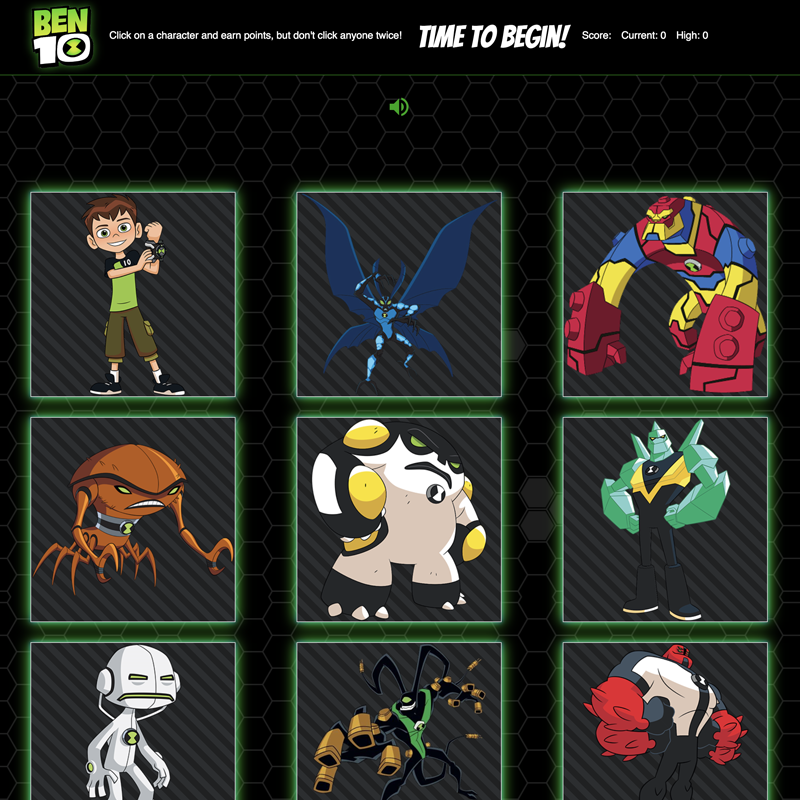 BEN
10
Click on a character and earn points, but don't click anyone twice!
TIME TO BEGIN!
Score:
Current: 0
High: 0
10